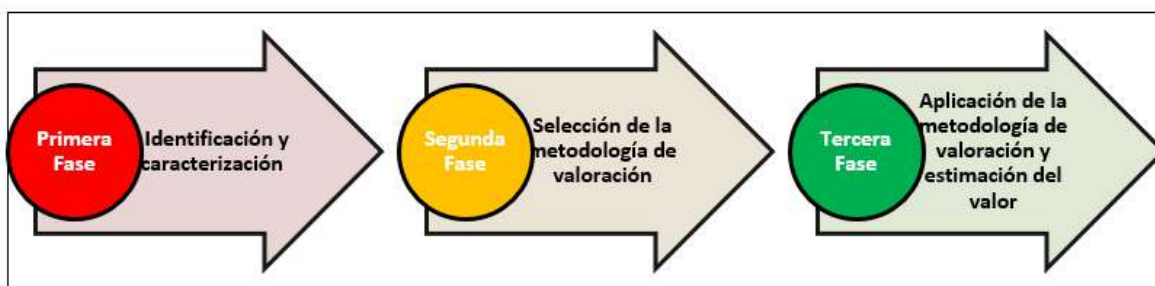 Primera
Fase
Identificación y
caracterización
Segunda
Fase
Selección de la
metodología de
valoración
Tercera
Fase
Aplicación de la
metodología de
valoración y
estimación del
valor